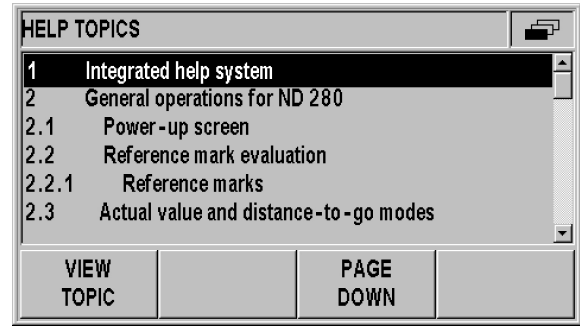 HELP TOPICS
1 Integrated help system
2 General operations for ND 280
2.1 Power-up screen
2.2 Reference mark evaluation
2.2.1 Reference marks
2.3 Actual value and distance-to-go modes
VIEW TOPIC
PAGE DOWN